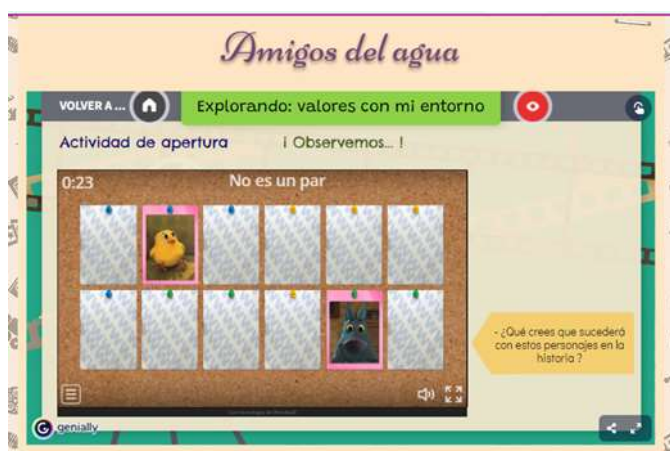 Amigos del agua
VOLVER A ...
Explorando: valores con mi entorno
Actividad de apertura
¡ Observemos... !
0:23
No es un par
- ¿Qué crees que sucederá
con estos personajes en la
historia ?
genially